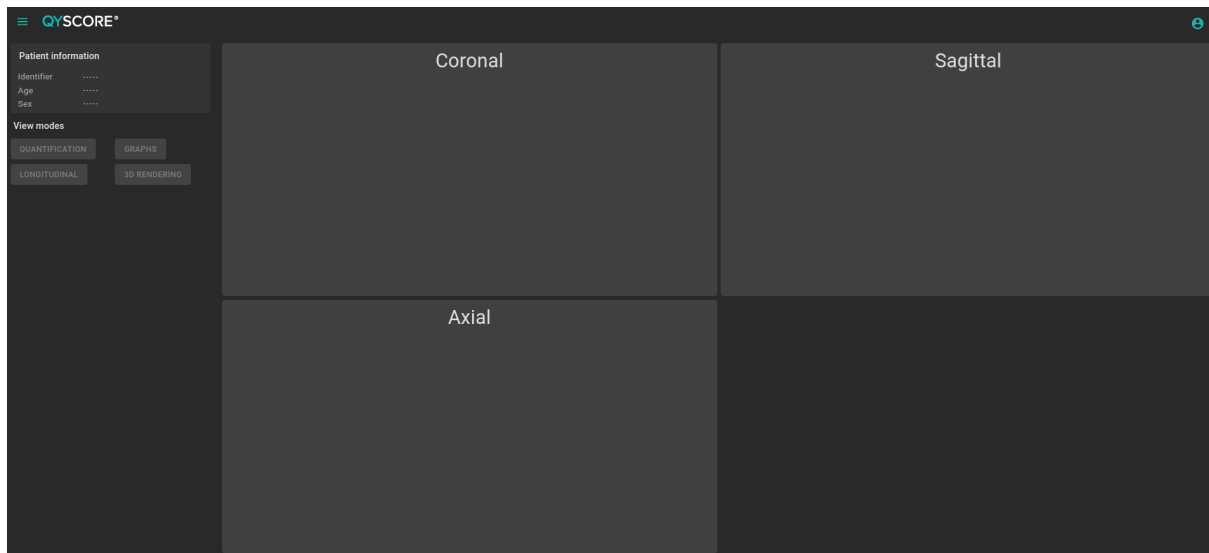 QYSCORE®
Patient information
Identifier -----
Age -----
Sex -----
View modes
QUANTIFICATION GRAPHS
LONGITUDINAL 3D RENDERING
Coronal
Sagittal
Axial